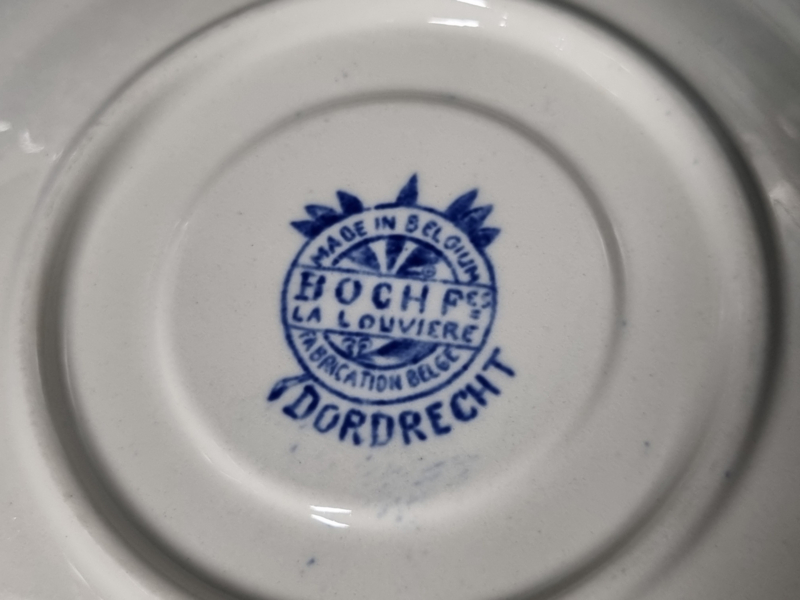 MADE IN BELGIUM
BOCH Fes
LA LOUVIERE
FABRICATION BELGE
DORDRECHT